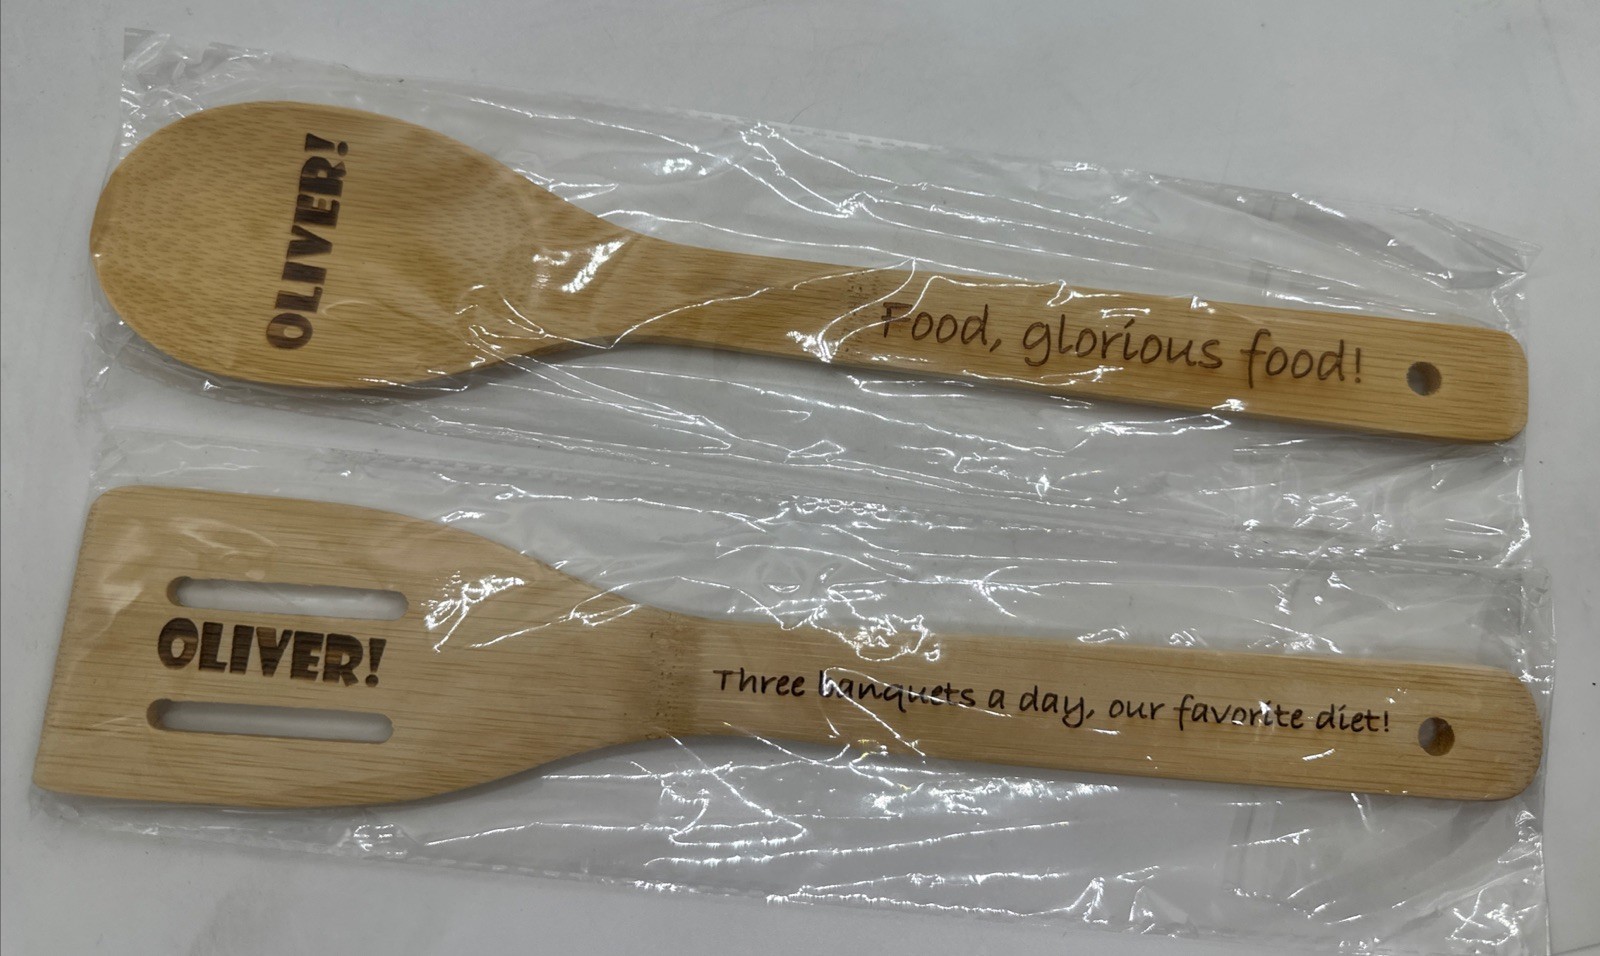 OLIVER!
Food, glorious food!
OLIVER!
Three banquets a day, our favorite diet!